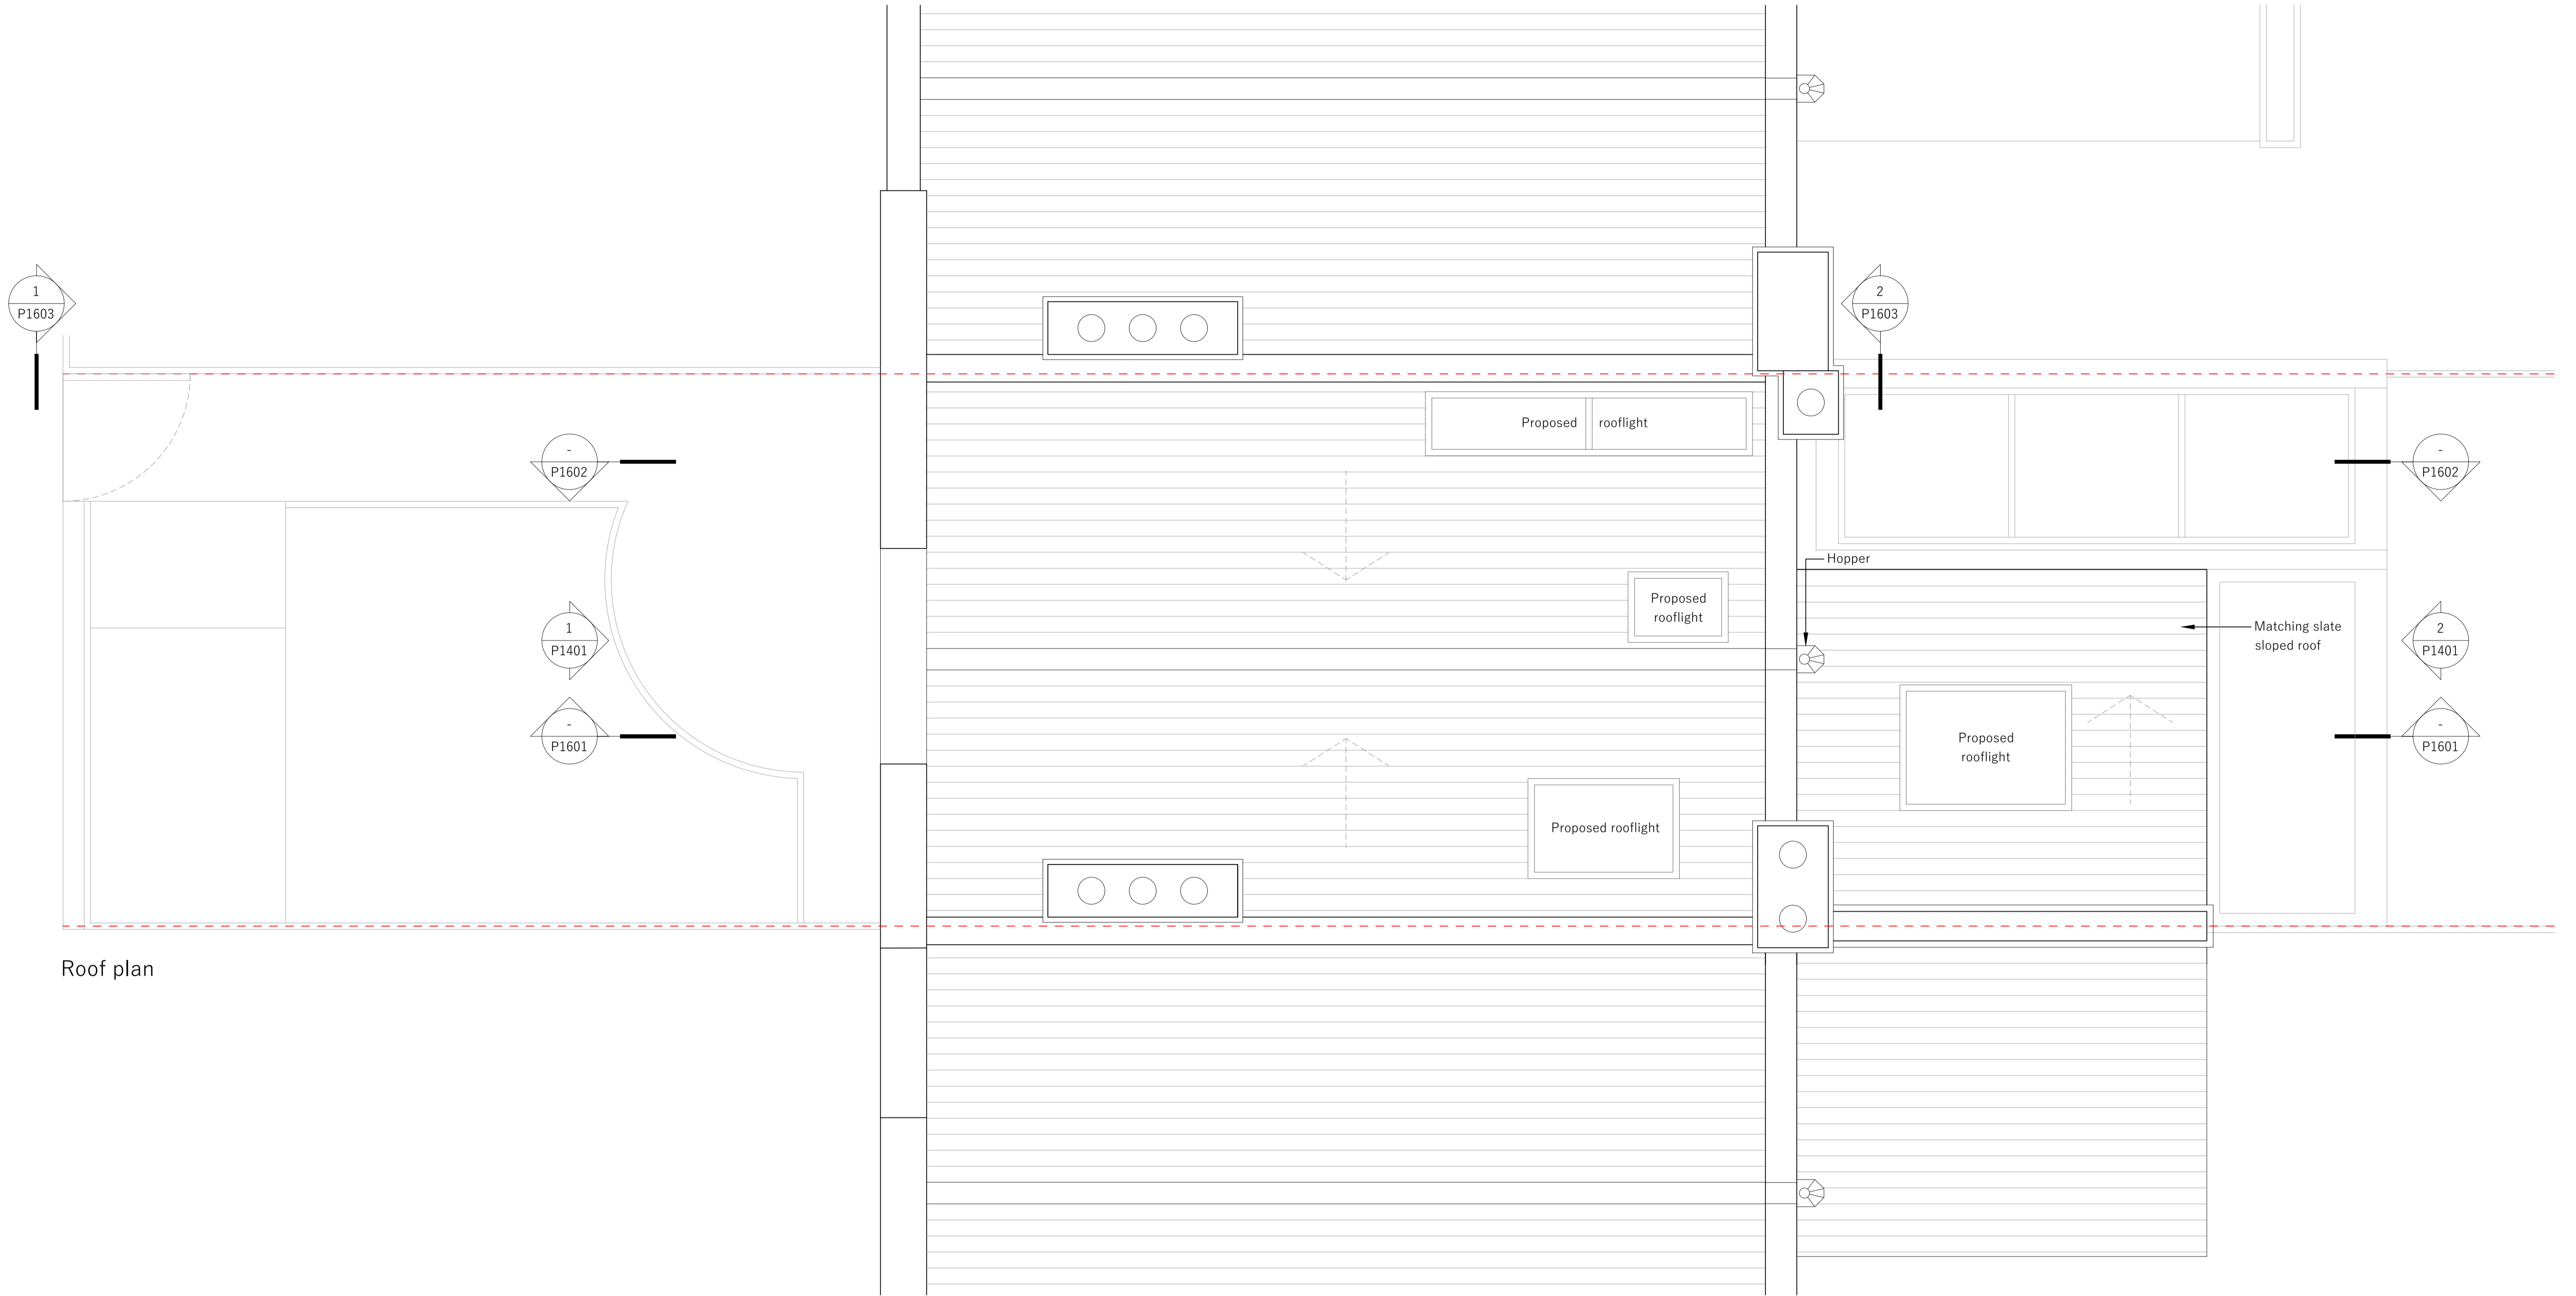 1
P1603
2
P1603
Proposed rooflight
-
P1602
-
P1602
Hopper
Proposed
rooflight
1
P1401
Matching slate
sloped roof
2
P1401
-
P1601
Proposed
rooflight
-
P1601
Proposed rooflight
Roof plan